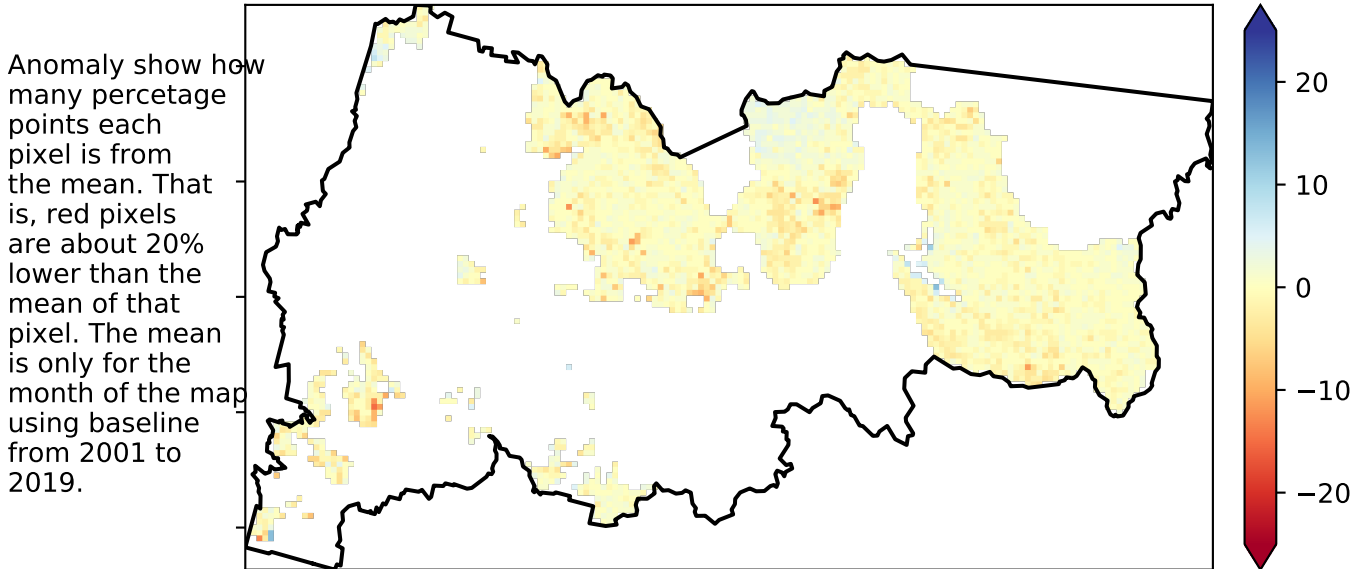 Anomaly show how
many percetage
points each
pixel is from
the mean. That
is, red pixels
are about 20%
lower than the
mean of that
pixel. The mean
is only for the
month of the map
using baseline
from 2001 to
2019.
20
10
0
−10
−20